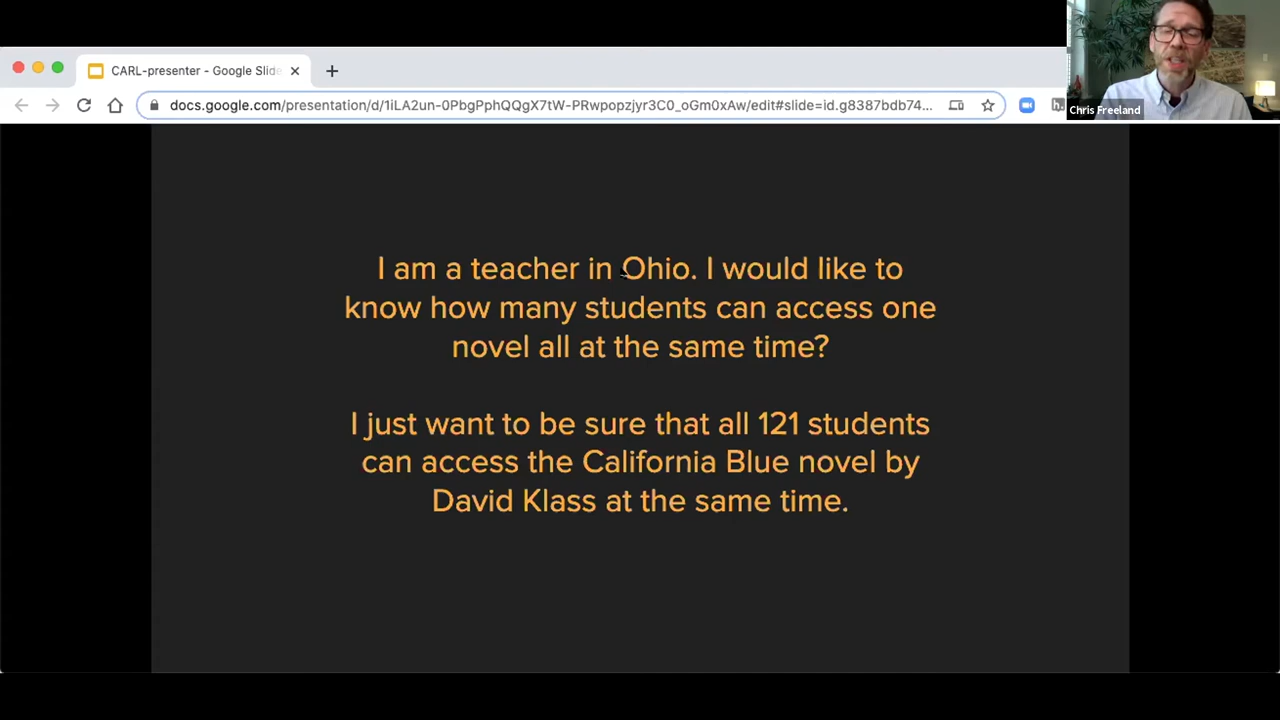 CARL-presenter - Google Slide
docs.google.com/presentation/d/1iLA2un-0PbgPphQQgX7tW-PRwpopzjyr3C0_oGm0xAw/edit#slide=id.g8387bdb74...
h.
Chris Freeland
I am a teacher in Ohio. I would like to
know how many students can access one
novel all at the same time?
I just want to be sure that all 121 students
can access the California Blue novel by
David Klass at the same time.